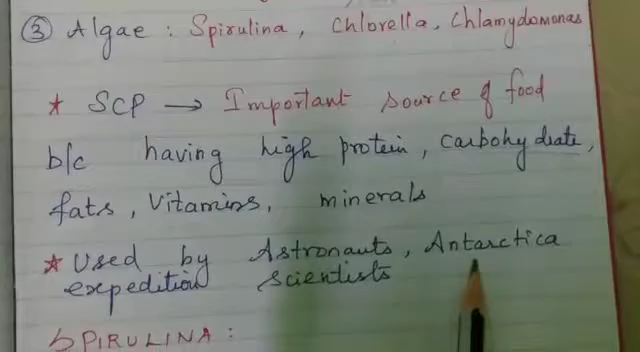 ③ Algae : Spirulina, Chlorella, Chlamydomonas
* SCP → Important source of food
b/c having high protein, carbohydrate,
fats, vitamins, minerals
* Used by Astronauts, Antarctica
expedition scientists
SPIRULINA :